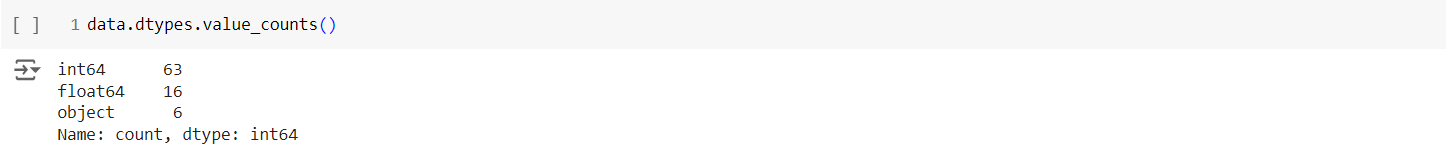 [ ] 1 data.dtypes.value_counts()
int64 63
float64 16
object 6
Name: count, dtype: int64